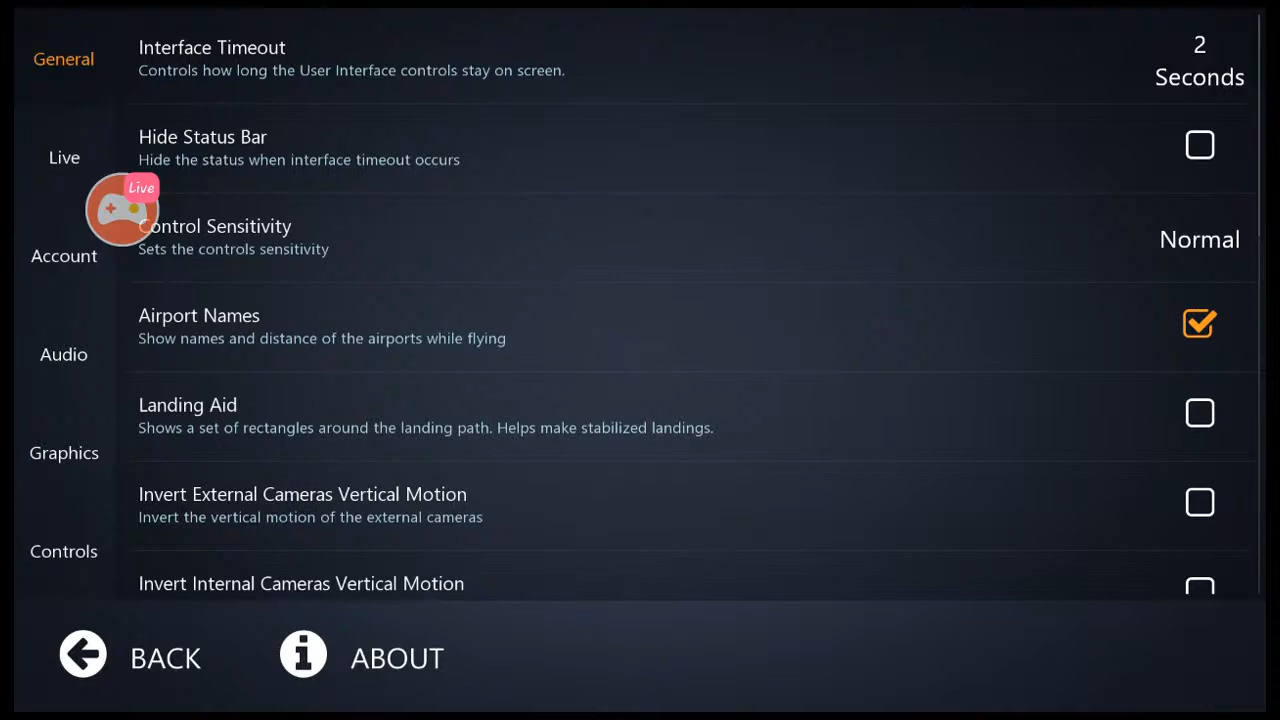 General
Live
Account
Audio
Graphics
Controls
Live
Interface Timeout
Controls how long the User Interface controls stay on screen.
2
Seconds
Hide Status Bar
Hide the status when interface timeout occurs
Control Sensitivity
Sets the controls sensitivity
Normal
Airport Names
Show names and distance of the airports while flying
Landing Aid
Shows a set of rectangles around the landing path. Helps make stabilized landings.
Invert External Cameras Vertical Motion
Invert the vertical motion of the external cameras
Invert Internal Cameras Vertical Motion
BACK
ABOUT